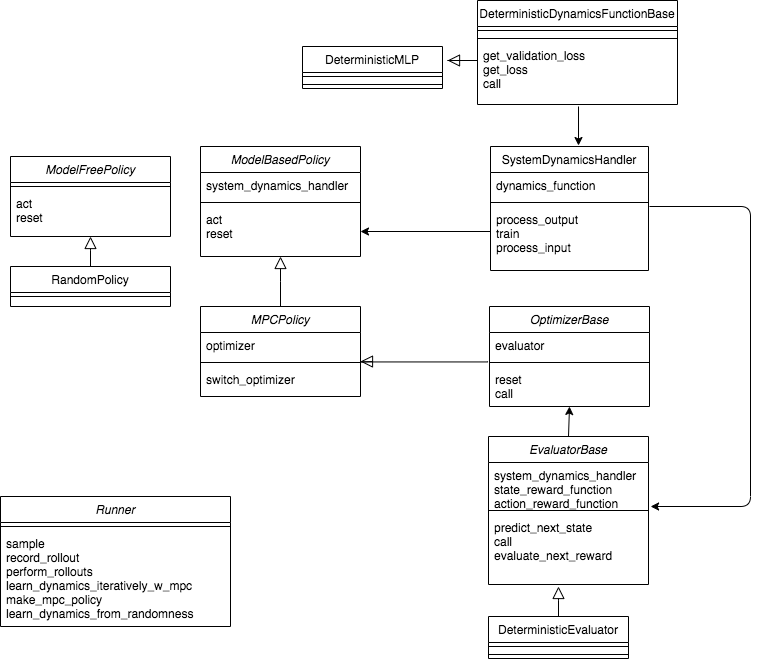 DeterministicDynamicsFunctionBase
get_validation_loss
get_loss
call
DeterministicMLP
ModelFreePolicy
act
reset
RandomPolicy
ModelBasedPolicy
system_dynamics_handler
act
reset
SystemDynamicsHandler
dynamics_function
process_output
train
process_input
MPCPolicy
optimizer
switch_optimizer
OptimizerBase
evaluator
reset
call
EvaluatorBase
system_dynamics_handler
state_reward_function
action_reward_function
predict_next_state
call
evaluate_next_reward
Runner
sample
record_rollout
perform_rollouts
learn_dynamics_iteratively_w_mpc
make_mpc_policy
learn_dynamics_from_randomness
DeterministicEvaluator